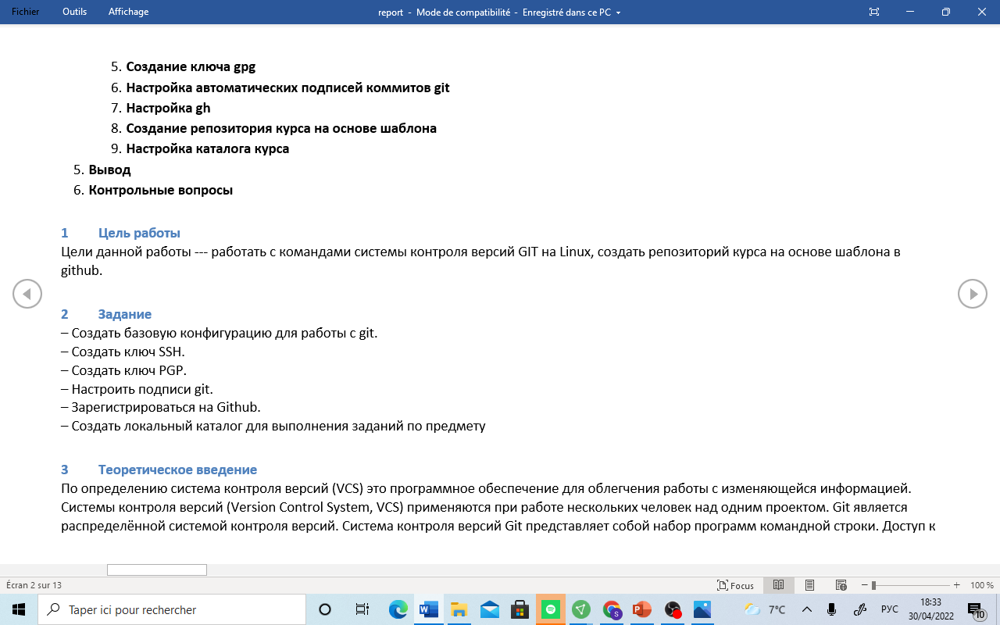 Fichier Outils Affichage report - Mode de compatibilité - Enregistré dans ce PC
5. Создание ключа gpg
6. Настройка автоматических подписей коммитов git
7. Настройка gh
8. Создание репозитория курса на основе шаблона
9. Настройка каталога курса
5. Вывод
6. Контрольные вопросы
1 Цель работы
Цели данной работы --- работать с командами системы контроля версий GIT на Linux, создать репозиторий курса на основе шаблона в
github.
2 Задание
– Создать базовую конфигурацию для работы с git.
– Создать ключ SSH.
– Создать ключ PGP.
– Настроить подписи git.
– Зарегистрироваться на Github.
– Создать локальный каталог для выполнения заданий по предмету
3 Теоретическое введение
По определению система контроля версий (VCS) это программное обеспечение для облегчения работы с изменяющейся информацией.
Системы контроля версий (Version Control System, VCS) применяются при работе нескольких человек над одним проектом. Git является
распределённой системой контроля версий. Система контроля версий Git представляет собой набор программ командной строки. Доступ к
Écran 2 sur 13 Focus 100 %
Taper ici pour rechercher 7°C РУС 18:33
30/04/2022 10